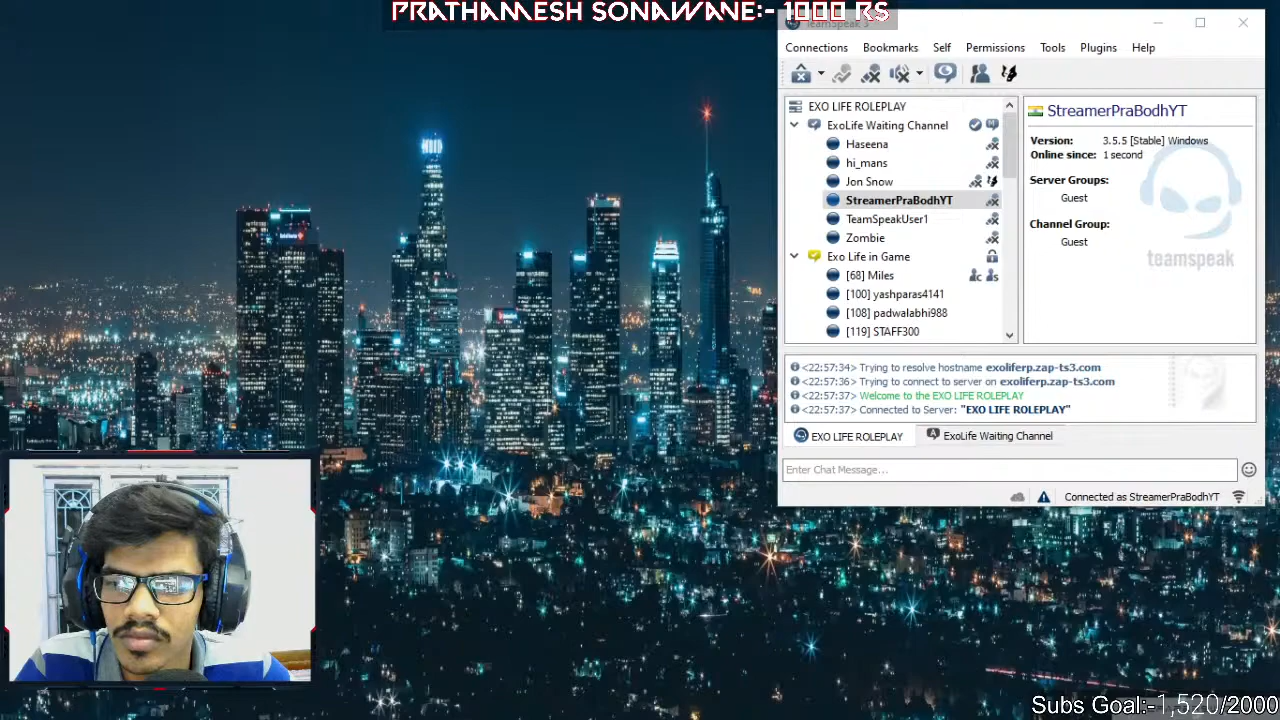 PRATHAMESH SONAWANE:- 1000 RS
Connections Bookmarks Self Permissions Tools Plugins Help
EXO LIFE ROLEPLAY
ExoLife Waiting Channel
Haseena
hi_mans
Jon Snow
StreamerPraBodhYT
TeamSpeakUser1
Zombie
Exo Life in Game
[68] Miles
[100] yashparas4141
[108] padwalabhi988
[119] STAFF300
StreamerPraBodhYT
Version: 3.5.5 [Stable] Windows
Online since: 1 second
Server Groups:
Guest
Channel Group:
Guest
teamspeak
<22:57:34> Trying to resolve hostname exoliferp.zap-ts3.com
<22:57:36> Trying to connect to server on exoliferp.zap-ts3.com
<22:57:37> Welcome to the EXO LIFE ROLEPLAY
<22:57:37> Connected to Server: "EXO LIFE ROLEPLAY"
EXO LIFE ROLEPLAY ExoLife Waiting Channel
Enter Chat Message...
Connected as StreamerPraBodhYT
Subs Goal:-1,520/2000